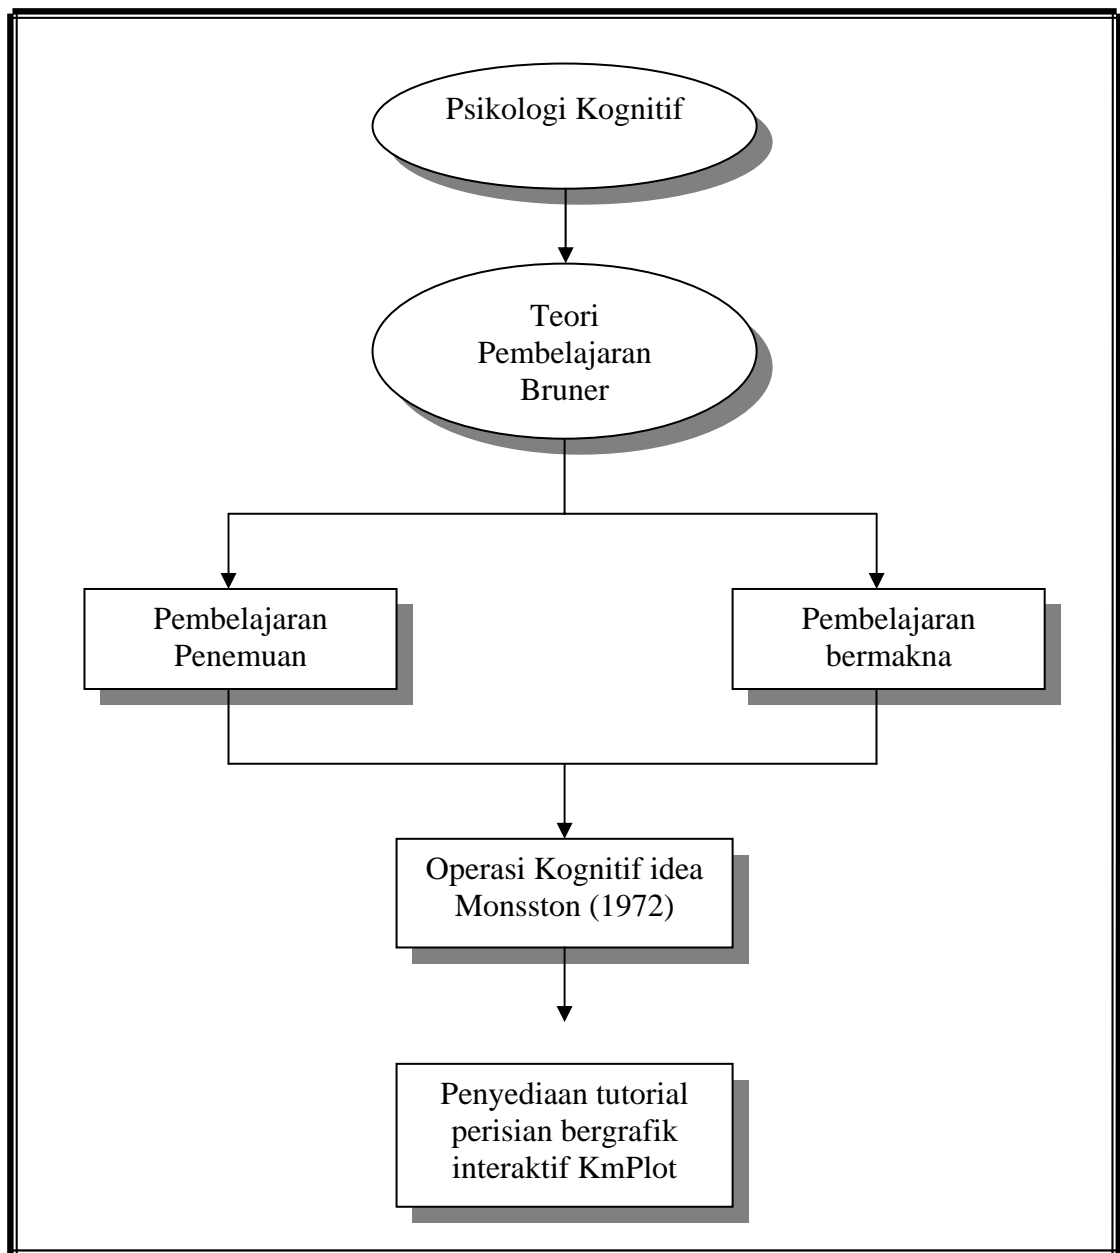 Psikologi Kognitif
Teori
Pembelajaran
Bruner
Pembelajaran
Penemuan
Pembelajaran
bermakna
Operasi Kognitif idea
Monsston (1972)
Penyediaan tutorial
perisian bergrafik
interaktif KmPlot